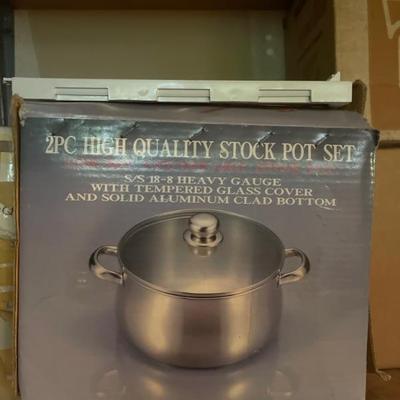 2PC HIGH QUALITY STOCK POT SET
S/S 18-8 HEAVY GAUGE
WITH TEMPERED GLASS COVER
AND SOLID ALUMINUM CLAD BOTTOM